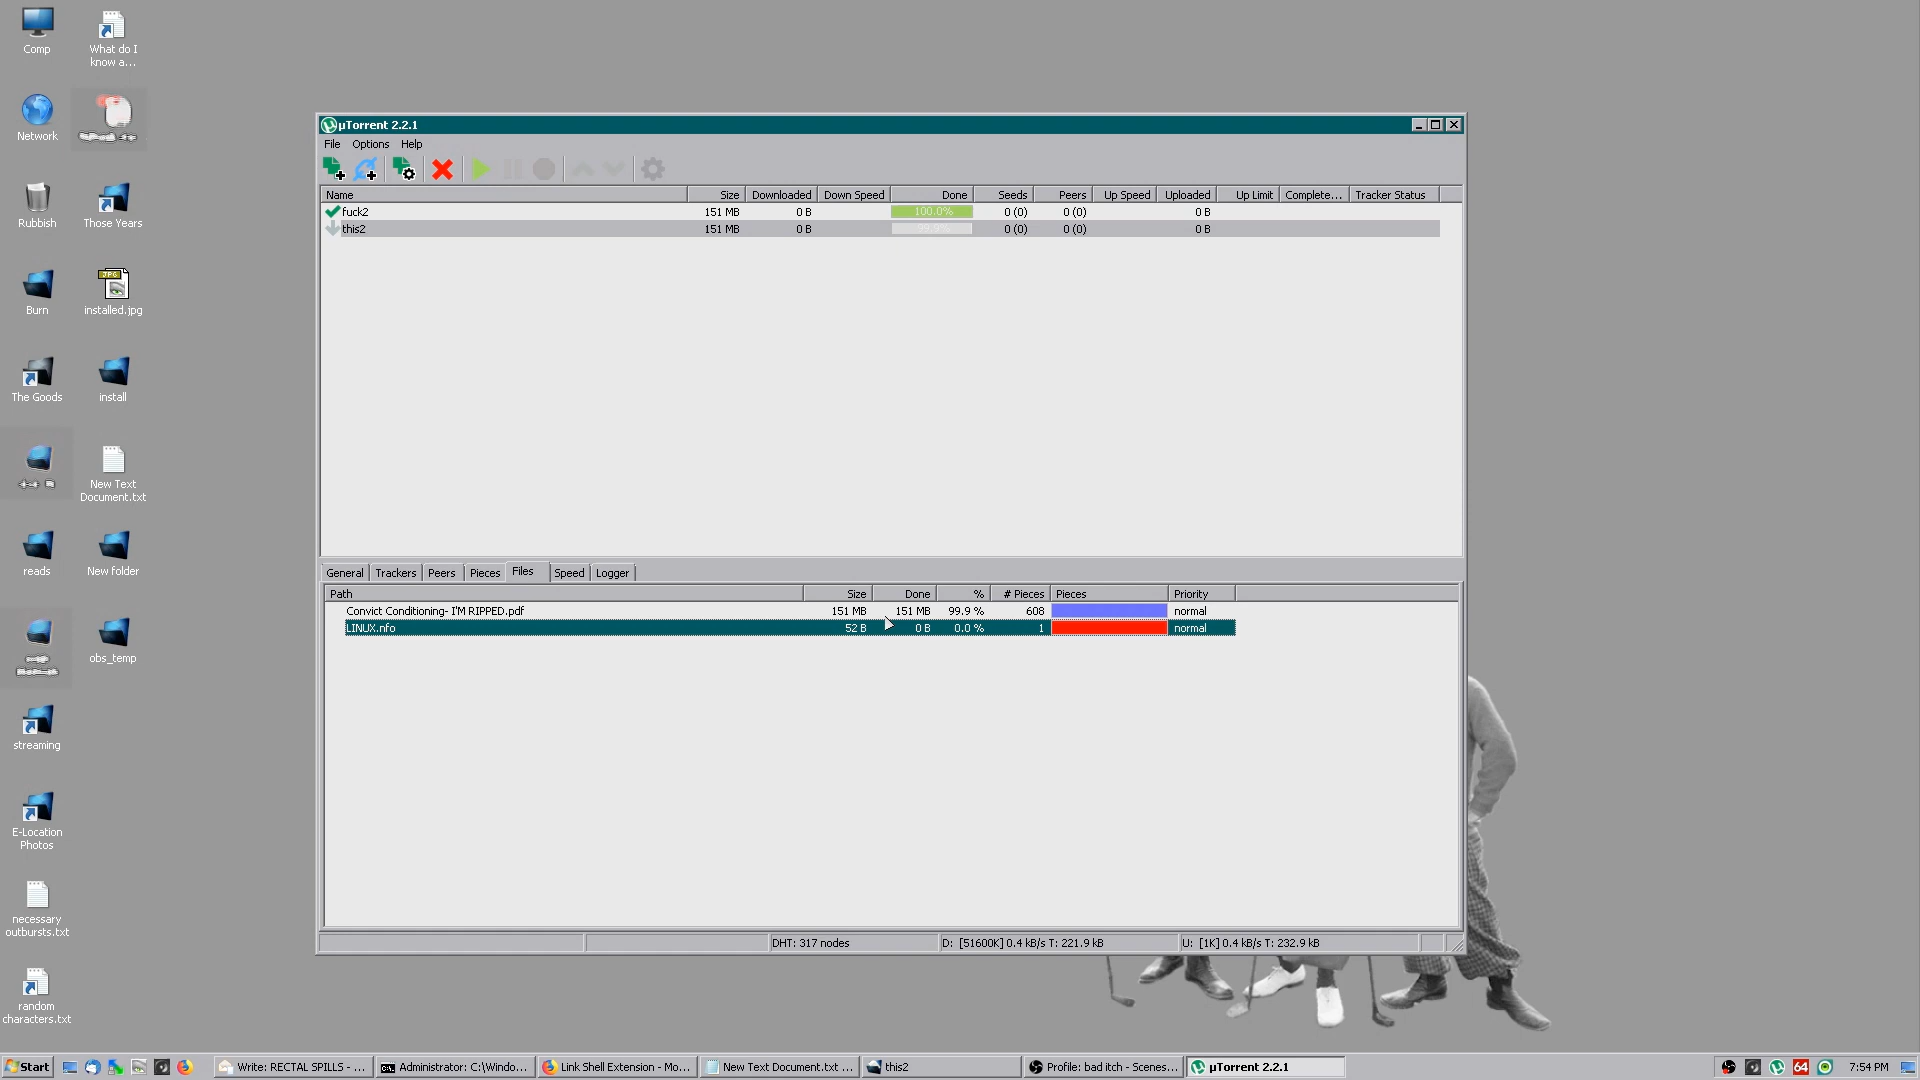 Comp
What do I
know a...
Network
Rubbish
Those Years
Burn
JPG
installed.jpg
The Goods
install
New Text
Document.txt
reads
New folder
obs_temp
streaming
E-Location
Photos
necessary
outbursts.txt
random
characters.txt
µTorrent 2.2.1
File Options Help
Name Size Downloaded Down Speed Done Seeds Peers Up Speed Uploaded Up Limit Complete... Tracker Status
fuck2 151 MB 0 B 100.0% 0 (0) 0 (0) 0 B
this2 151 MB 0 B 99.9% 0 (0) 0 (0) 0 B
General Trackers Peers Pieces Files Speed Logger
Path Size Done % # Pieces Pieces Priority
Convict Conditioning- I'M RIPPED.pdf 151 MB 151 MB 99.9 % 608 normal
LINUX.nfo 52 B 0 B 0.0 % 1 normal
DHT: 317 nodes D: [51600K] 0.4 kB/s T: 221.9 kB U: [1K] 0.4 kB/s T: 232.9 kB
Start Write: RECTAL SPILLS - ... Administrator: C:\Windo... Link Shell Extension - Mo... New Text Document.txt ... this2 Profile: bad itch - Scenes... µTorrent 2.2.1 64 7:54 PM